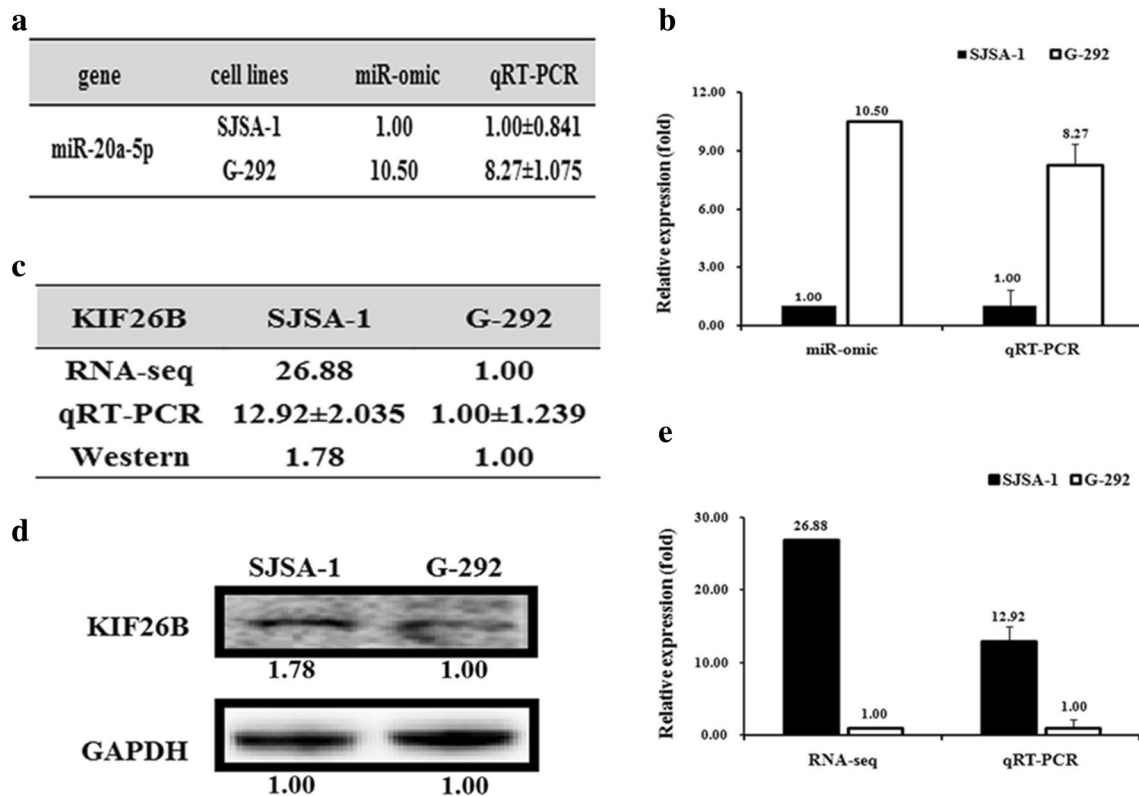 a
gene cell lines miR-omic qRT-PCR
miR-20a-5p
SJSA-1 1.00 1.00±0.841
G-292 10.50 8.27±1.075
b
SJSA-1 G-292
Relative expression (fold)
12.00
9.00
6.00
3.00
0.00
1.00
10.50
1.00
8.27
miR-omic qRT-PCR
c
KIF26B SJSA-1 G-292
RNA-seq 26.88 1.00
qRT-PCR 12.92±2.035 1.00±1.239
Western 1.78 1.00
d
SJSA-1 G-292
KIF26B
1.78 1.00
GAPDH
1.00 1.00
e
SJSA-1 G-292
Relative expression (fold)
30.00
20.00
10.00
0.00
26.88
1.00
12.92
1.00
RNA-seq qRT-PCR